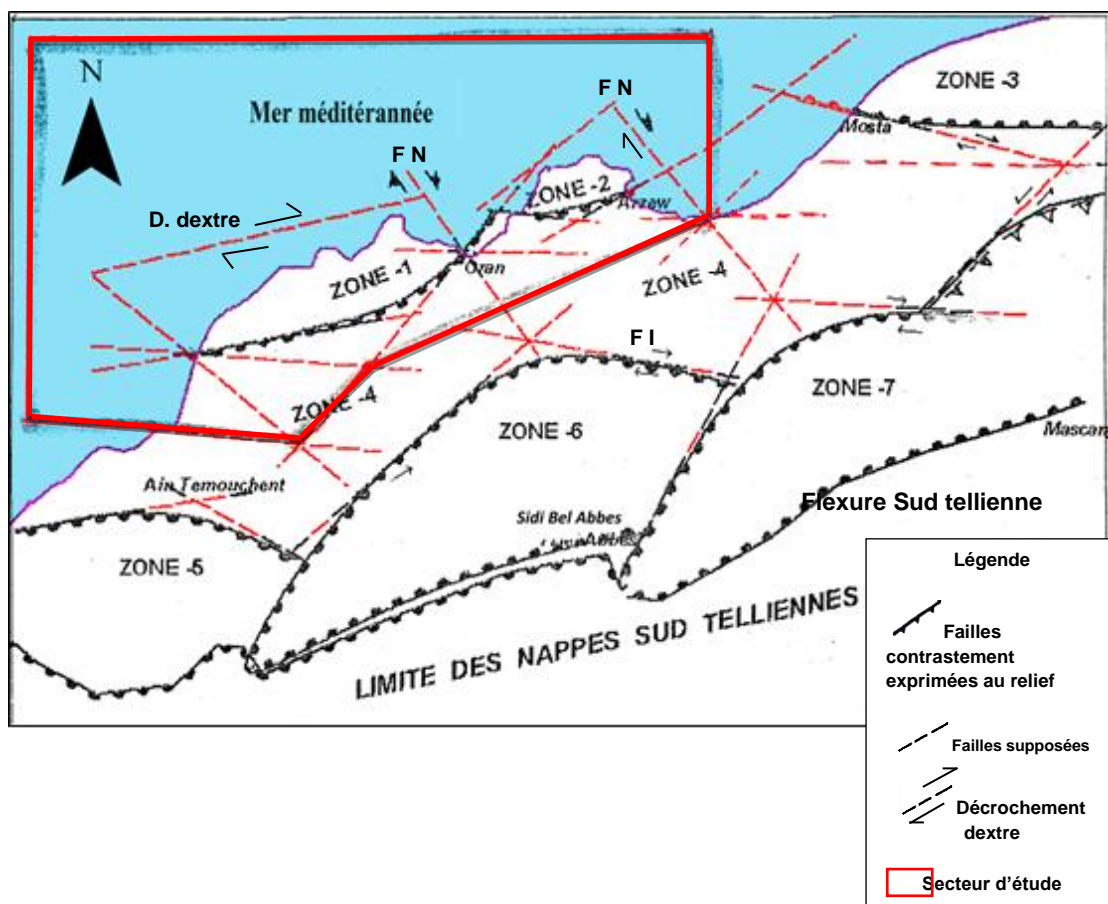 N
Mer méditérannée
F N
F N
D. dextre
ZONE -3
Mosta
ZONE -2
Arzew
ZONE -1
Oran
ZONE -4
ZONE -4
F I
ZONE -7
ZONE -6
Mascara
Ain Temouchent
Flexure Sud tellienne
Sidi Bel Abbes
ZONE -5
LIMITE DES NAPPES SUD TELLIENNES
Légende
Failles
contrastement
exprimées au relief
Failles supposées
Décrochement
dextre
Secteur d'étude